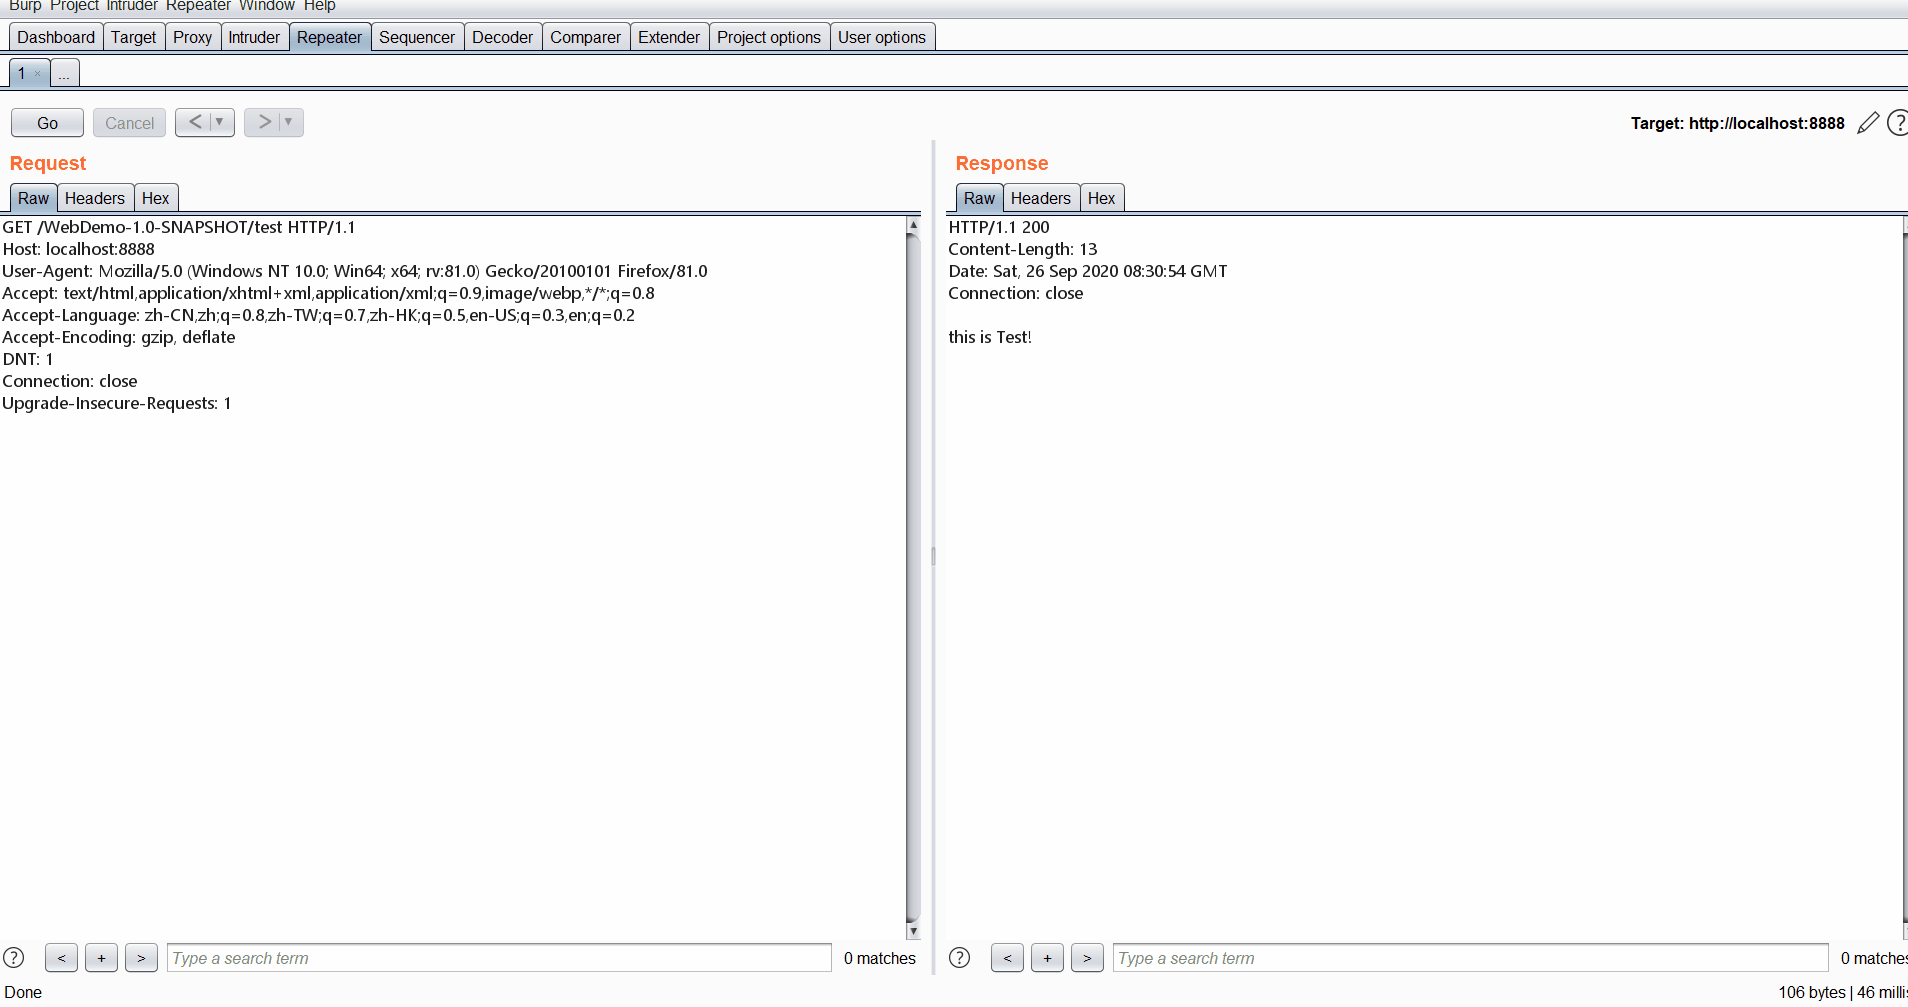 Burp Project Intruder Repeater Window Help
Dashboard Target Proxy Intruder Repeater Sequencer Decoder Comparer Extender Project options User options
1 × ...
Go Cancel < ▼ > ▼ Target: http://localhost:8888 ?
Request
Raw Headers Hex
GET /WebDemo-1.0-SNAPSHOT/test HTTP/1.1
Host: localhost:8888
User-Agent: Mozilla/5.0 (Windows NT 10.0; Win64; x64; rv:81.0) Gecko/20100101 Firefox/81.0
Accept: text/html,application/xhtml+xml,application/xml;q=0.9,image/webp,*/*;q=0.8
Accept-Language: zh-CN,zh;q=0.8,zh-TW;q=0.7,zh-HK;q=0.5,en-US;q=0.3,en;q=0.2
Accept-Encoding: gzip, deflate
DNT: 1
Connection: close
Upgrade-Insecure-Requests: 1
? < + > Type a search term 0 matches
Response
Raw Headers Hex
HTTP/1.1 200
Content-Length: 13
Date: Sat, 26 Sep 2020 08:30:54 GMT
Connection: close
this is Test!
? < + > Type a search term 0 matches
Done 106 bytes | 46 milli